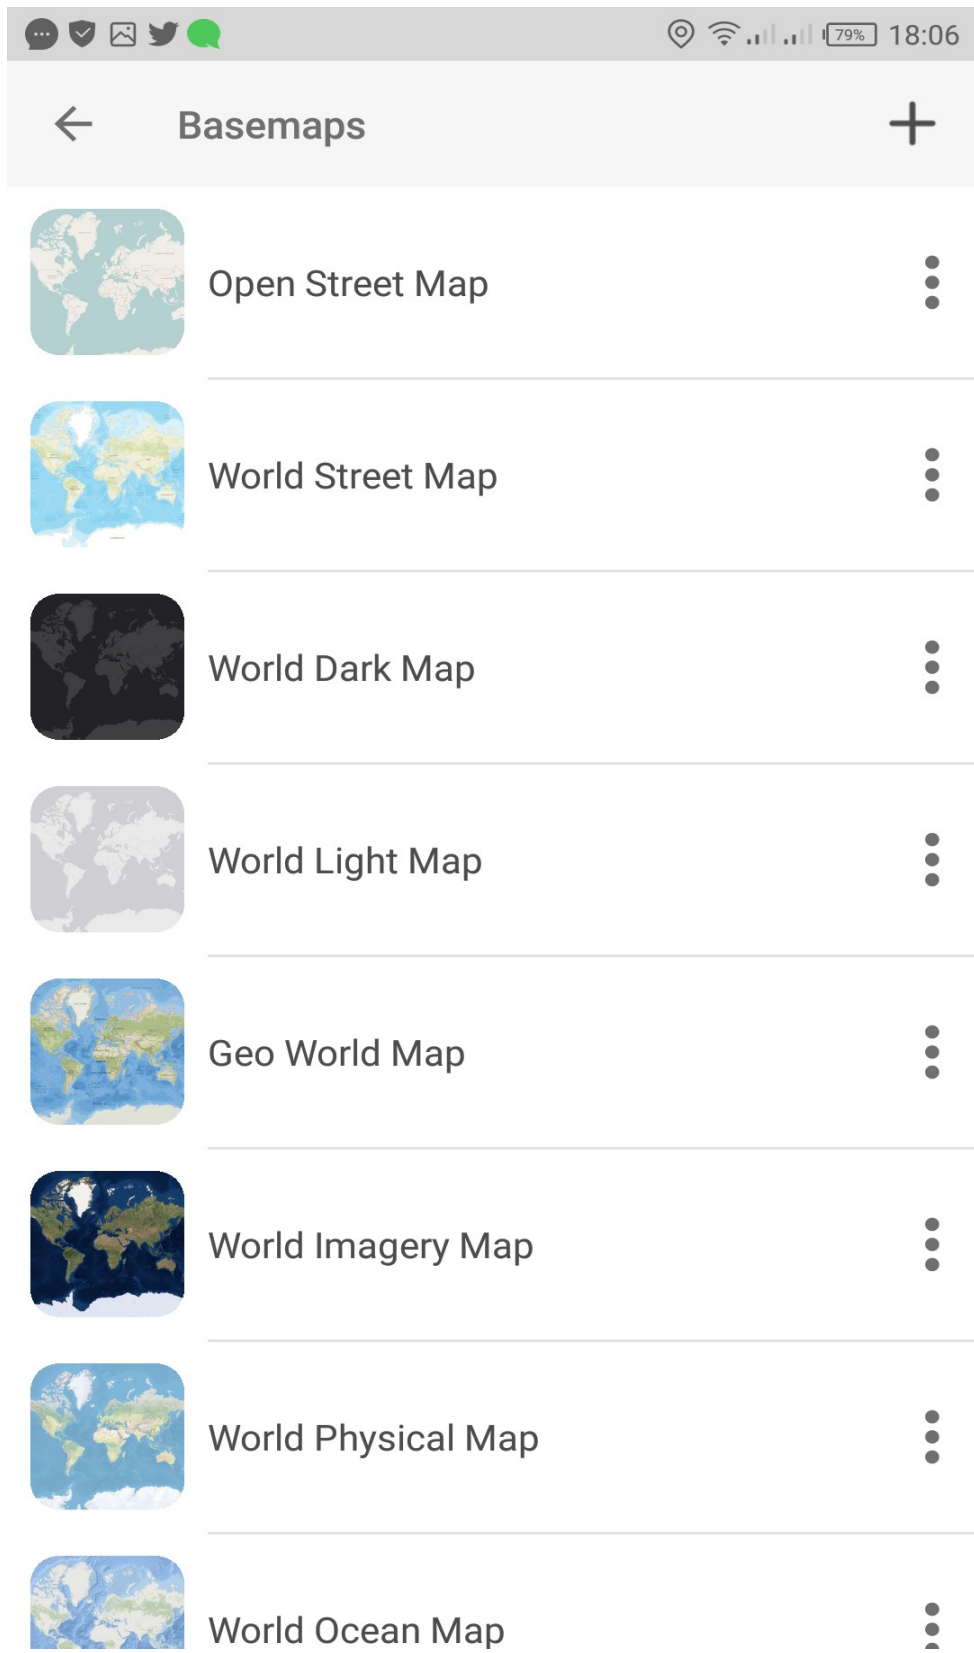 79% 18:06
Basemaps
Open Street Map
World Street Map
World Dark Map
World Light Map
Geo World Map
World Imagery Map
World Physical Map
World Ocean Map